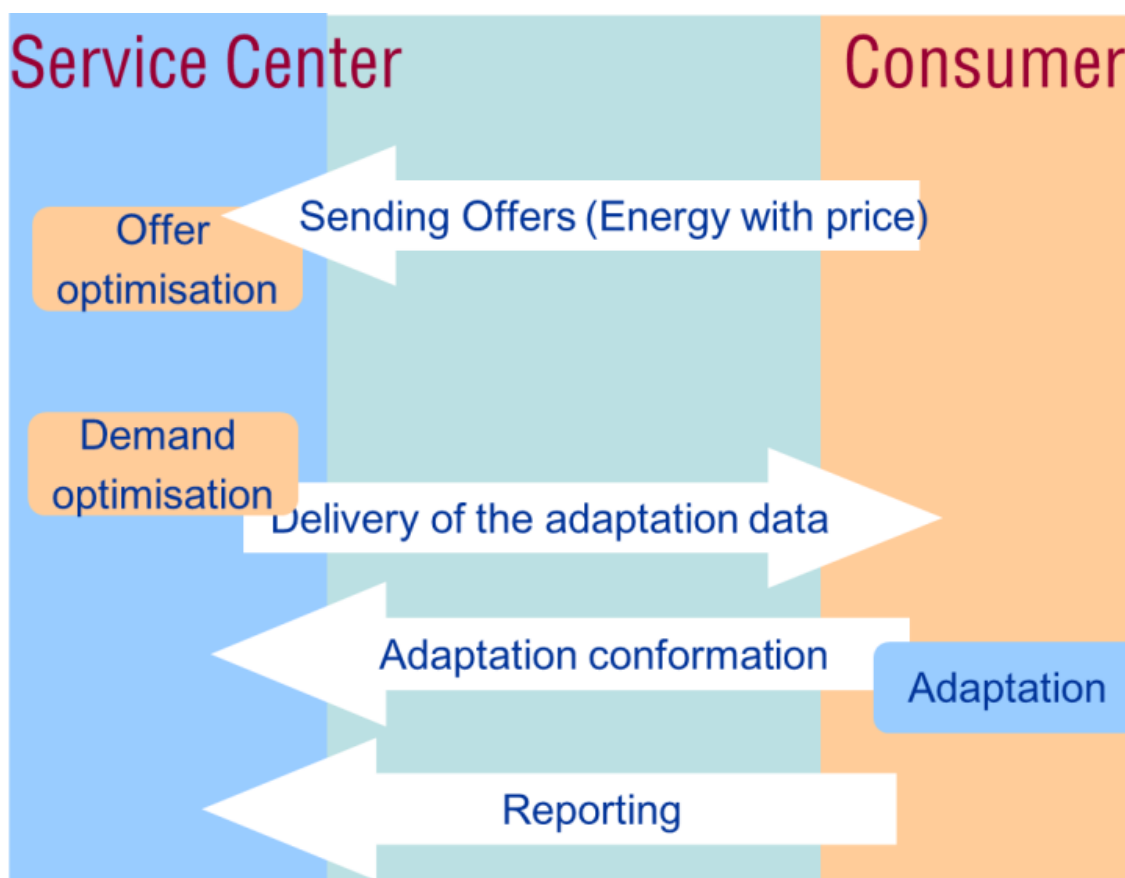 Service Center
Consumer
Sending Offers (Energy with price)
Offer
optimisation
Demand
optimisation
Delivery of the adaptation data
Adaptation conformation
Adaptation
Reporting